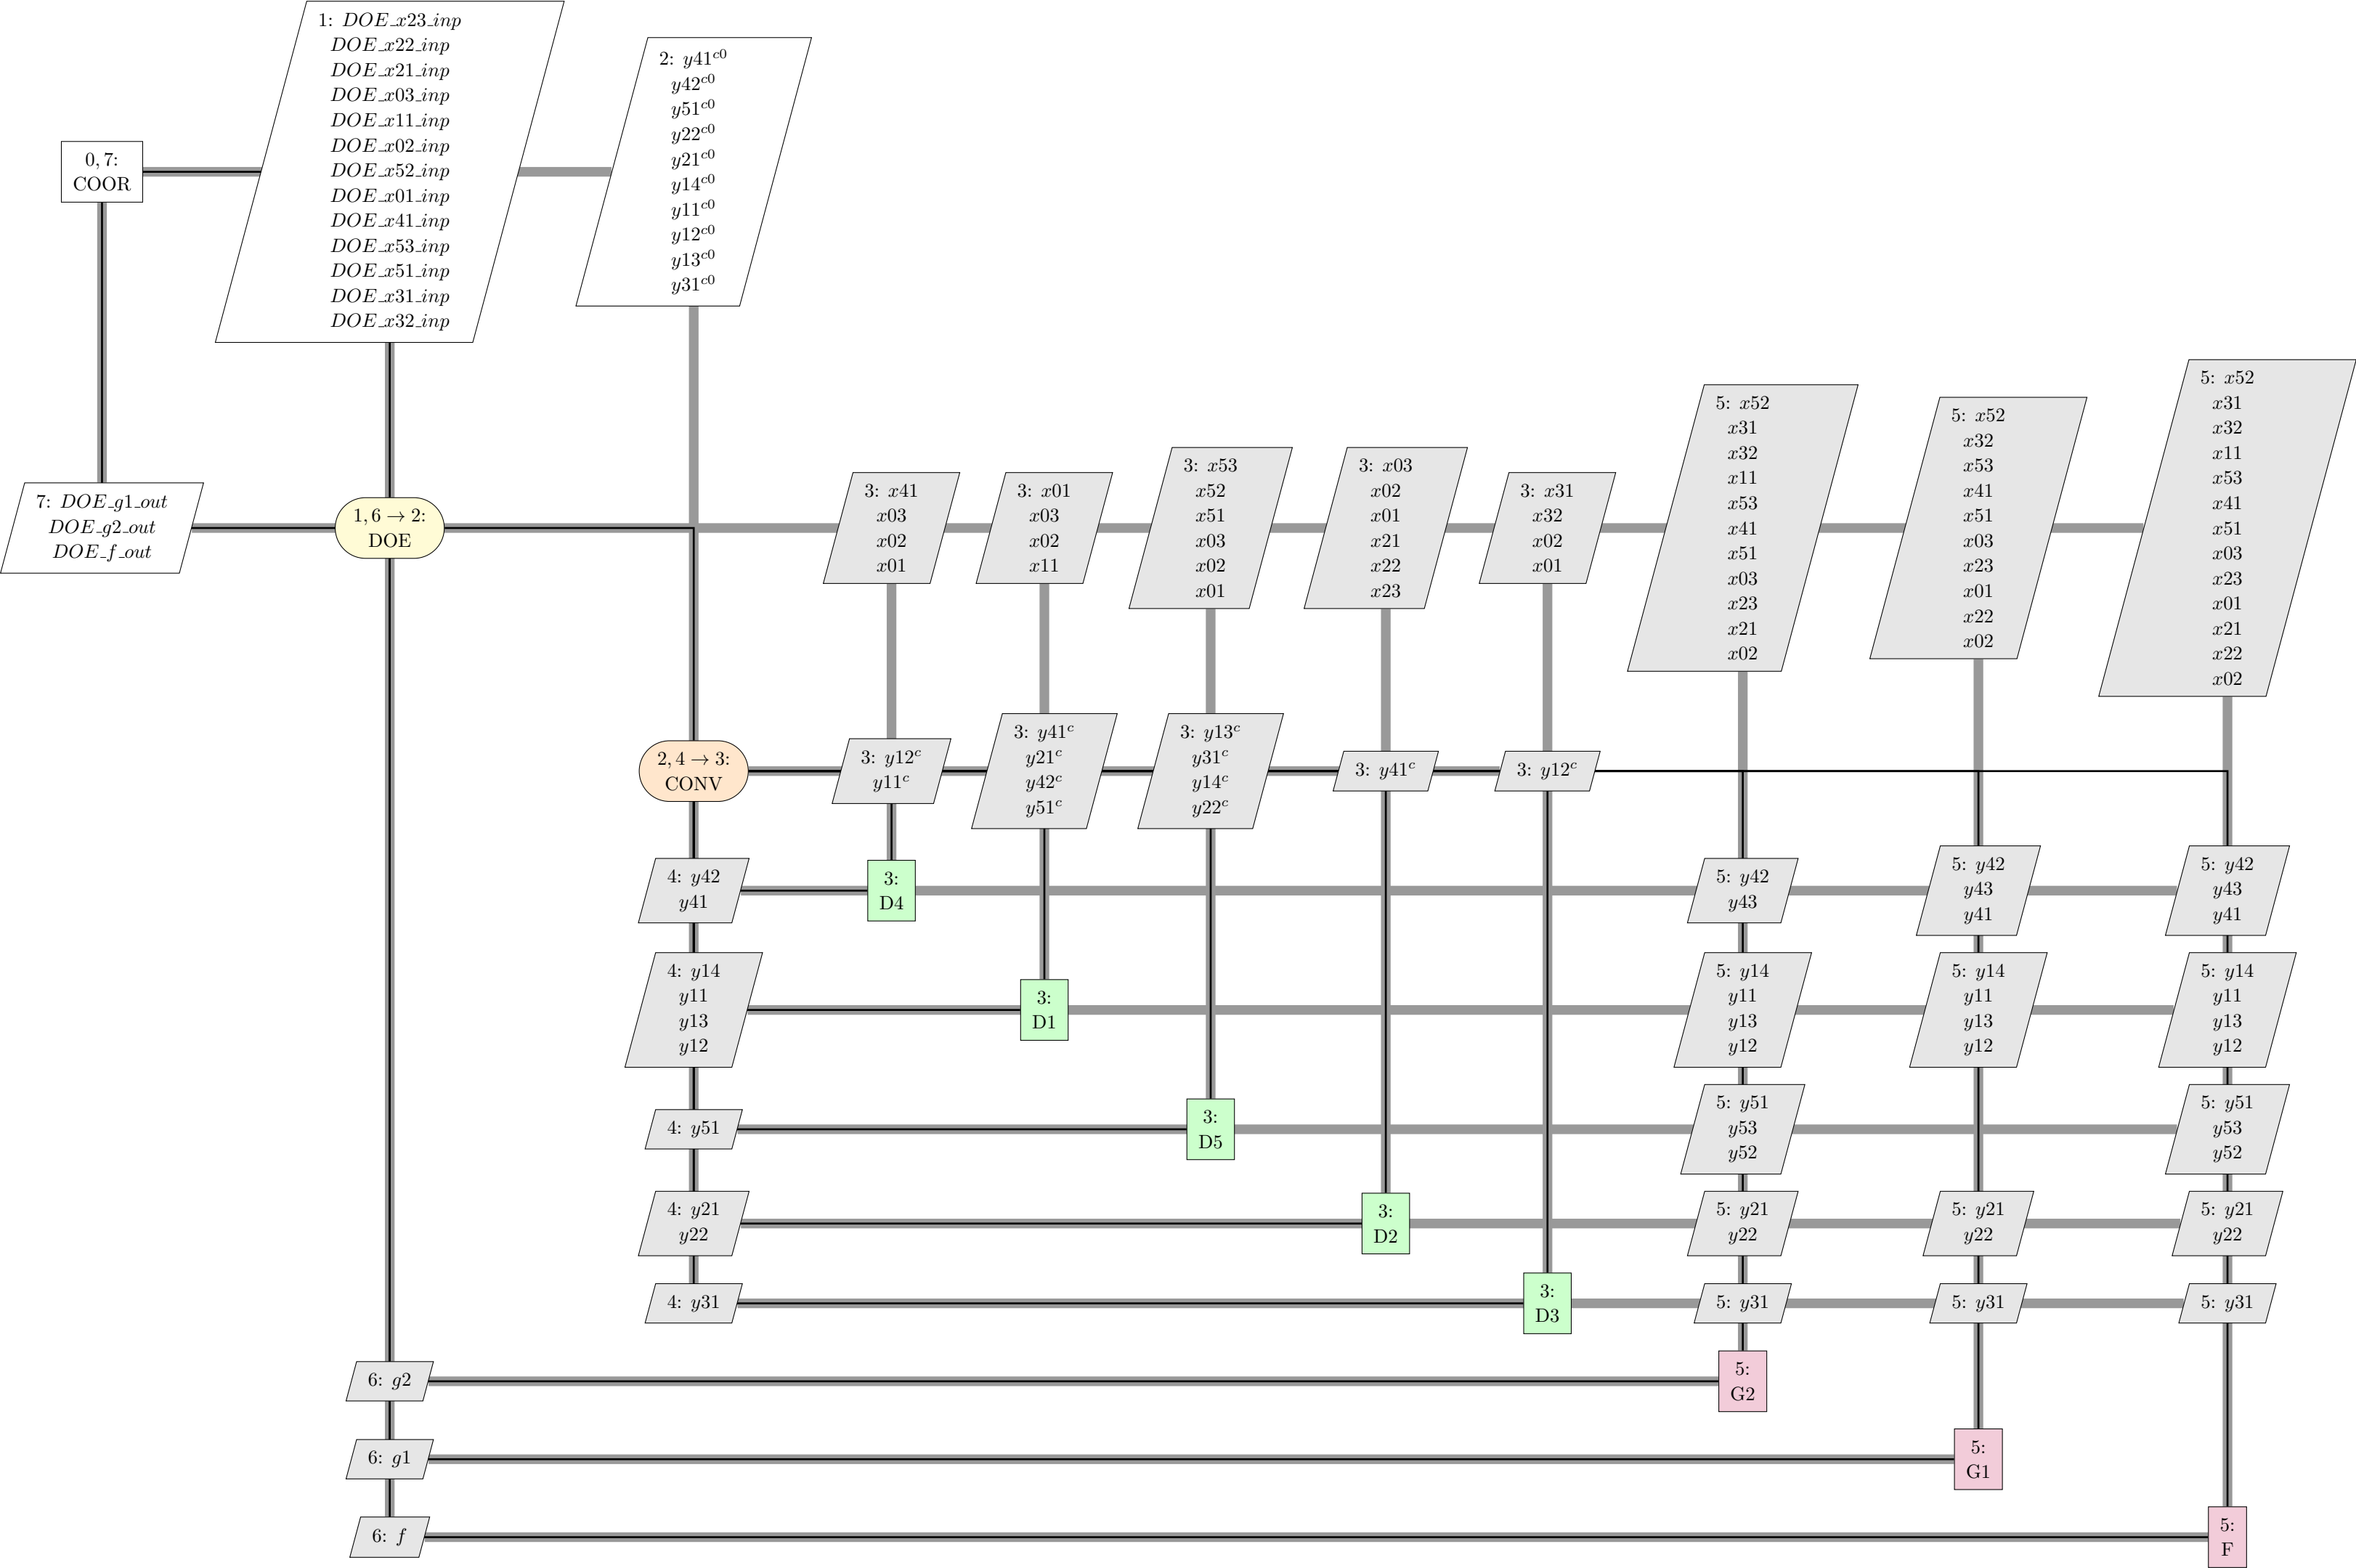 1: DOE_x23_inp
DOE_x22_inp
DOE_x21_inp
DOE_x03_inp
DOE_x11_inp
DOE_x02_inp
DOE_x52_inp
DOE_x01_inp
DOE_x41_inp
DOE_x53_inp
DOE_x51_inp
DOE_x31_inp
DOE_x32_inp
2: y41^{c0}
y42^{c0}
y51^{c0}
y22^{c0}
y21^{c0}
y14^{c0}
y11^{c0}
y12^{c0}
y13^{c0}
y31^{c0}
0, 7:
COOR
7: DOE_g1_out
DOE_g2_out
DOE_f_out
1, 6 → 2:
DOE
3: x41
x03
x02
x01
3: x01
x03
x02
x11
3: x53
x52
x51
x03
x02
x01
3: x03
x02
x01
x21
x22
x23
3: x31
x32
x02
x01
5: x52
x31
x32
x11
x53
x41
x51
x03
x23
x21
x02
5: x52
x32
x53
x41
x51
x03
x23
x01
x22
x02
5: x52
x31
x32
x11
x53
x41
x51
x03
x23
x01
x21
x22
x02
2, 4 → 3:
CONV
3: y12^c
y11^c
3: y41^c
y21^c
y42^c
y51^c
3: y13^c
y31^c
y14^c
y22^c
3: y41^c
3: y12^c
4: y42
y41
3:
D4
5: y42
y43
5: y42
y43
y41
5: y42
y43
y41
4: y14
y11
y13
y12
3:
D1
5: y14
y11
y13
y12
5: y14
y11
y13
y12
5: y14
y11
y13
y12
4: y51
3:
D5
5: y51
y53
y52
5: y51
y53
y52
4: y21
y22
3:
D2
5: y21
y22
5: y21
y22
5: y21
y22
4: y31
3:
D3
5: y31
5: y31
5: y31
6: g2
5:
G2
6: g1
5:
G1
6: f
5:
F